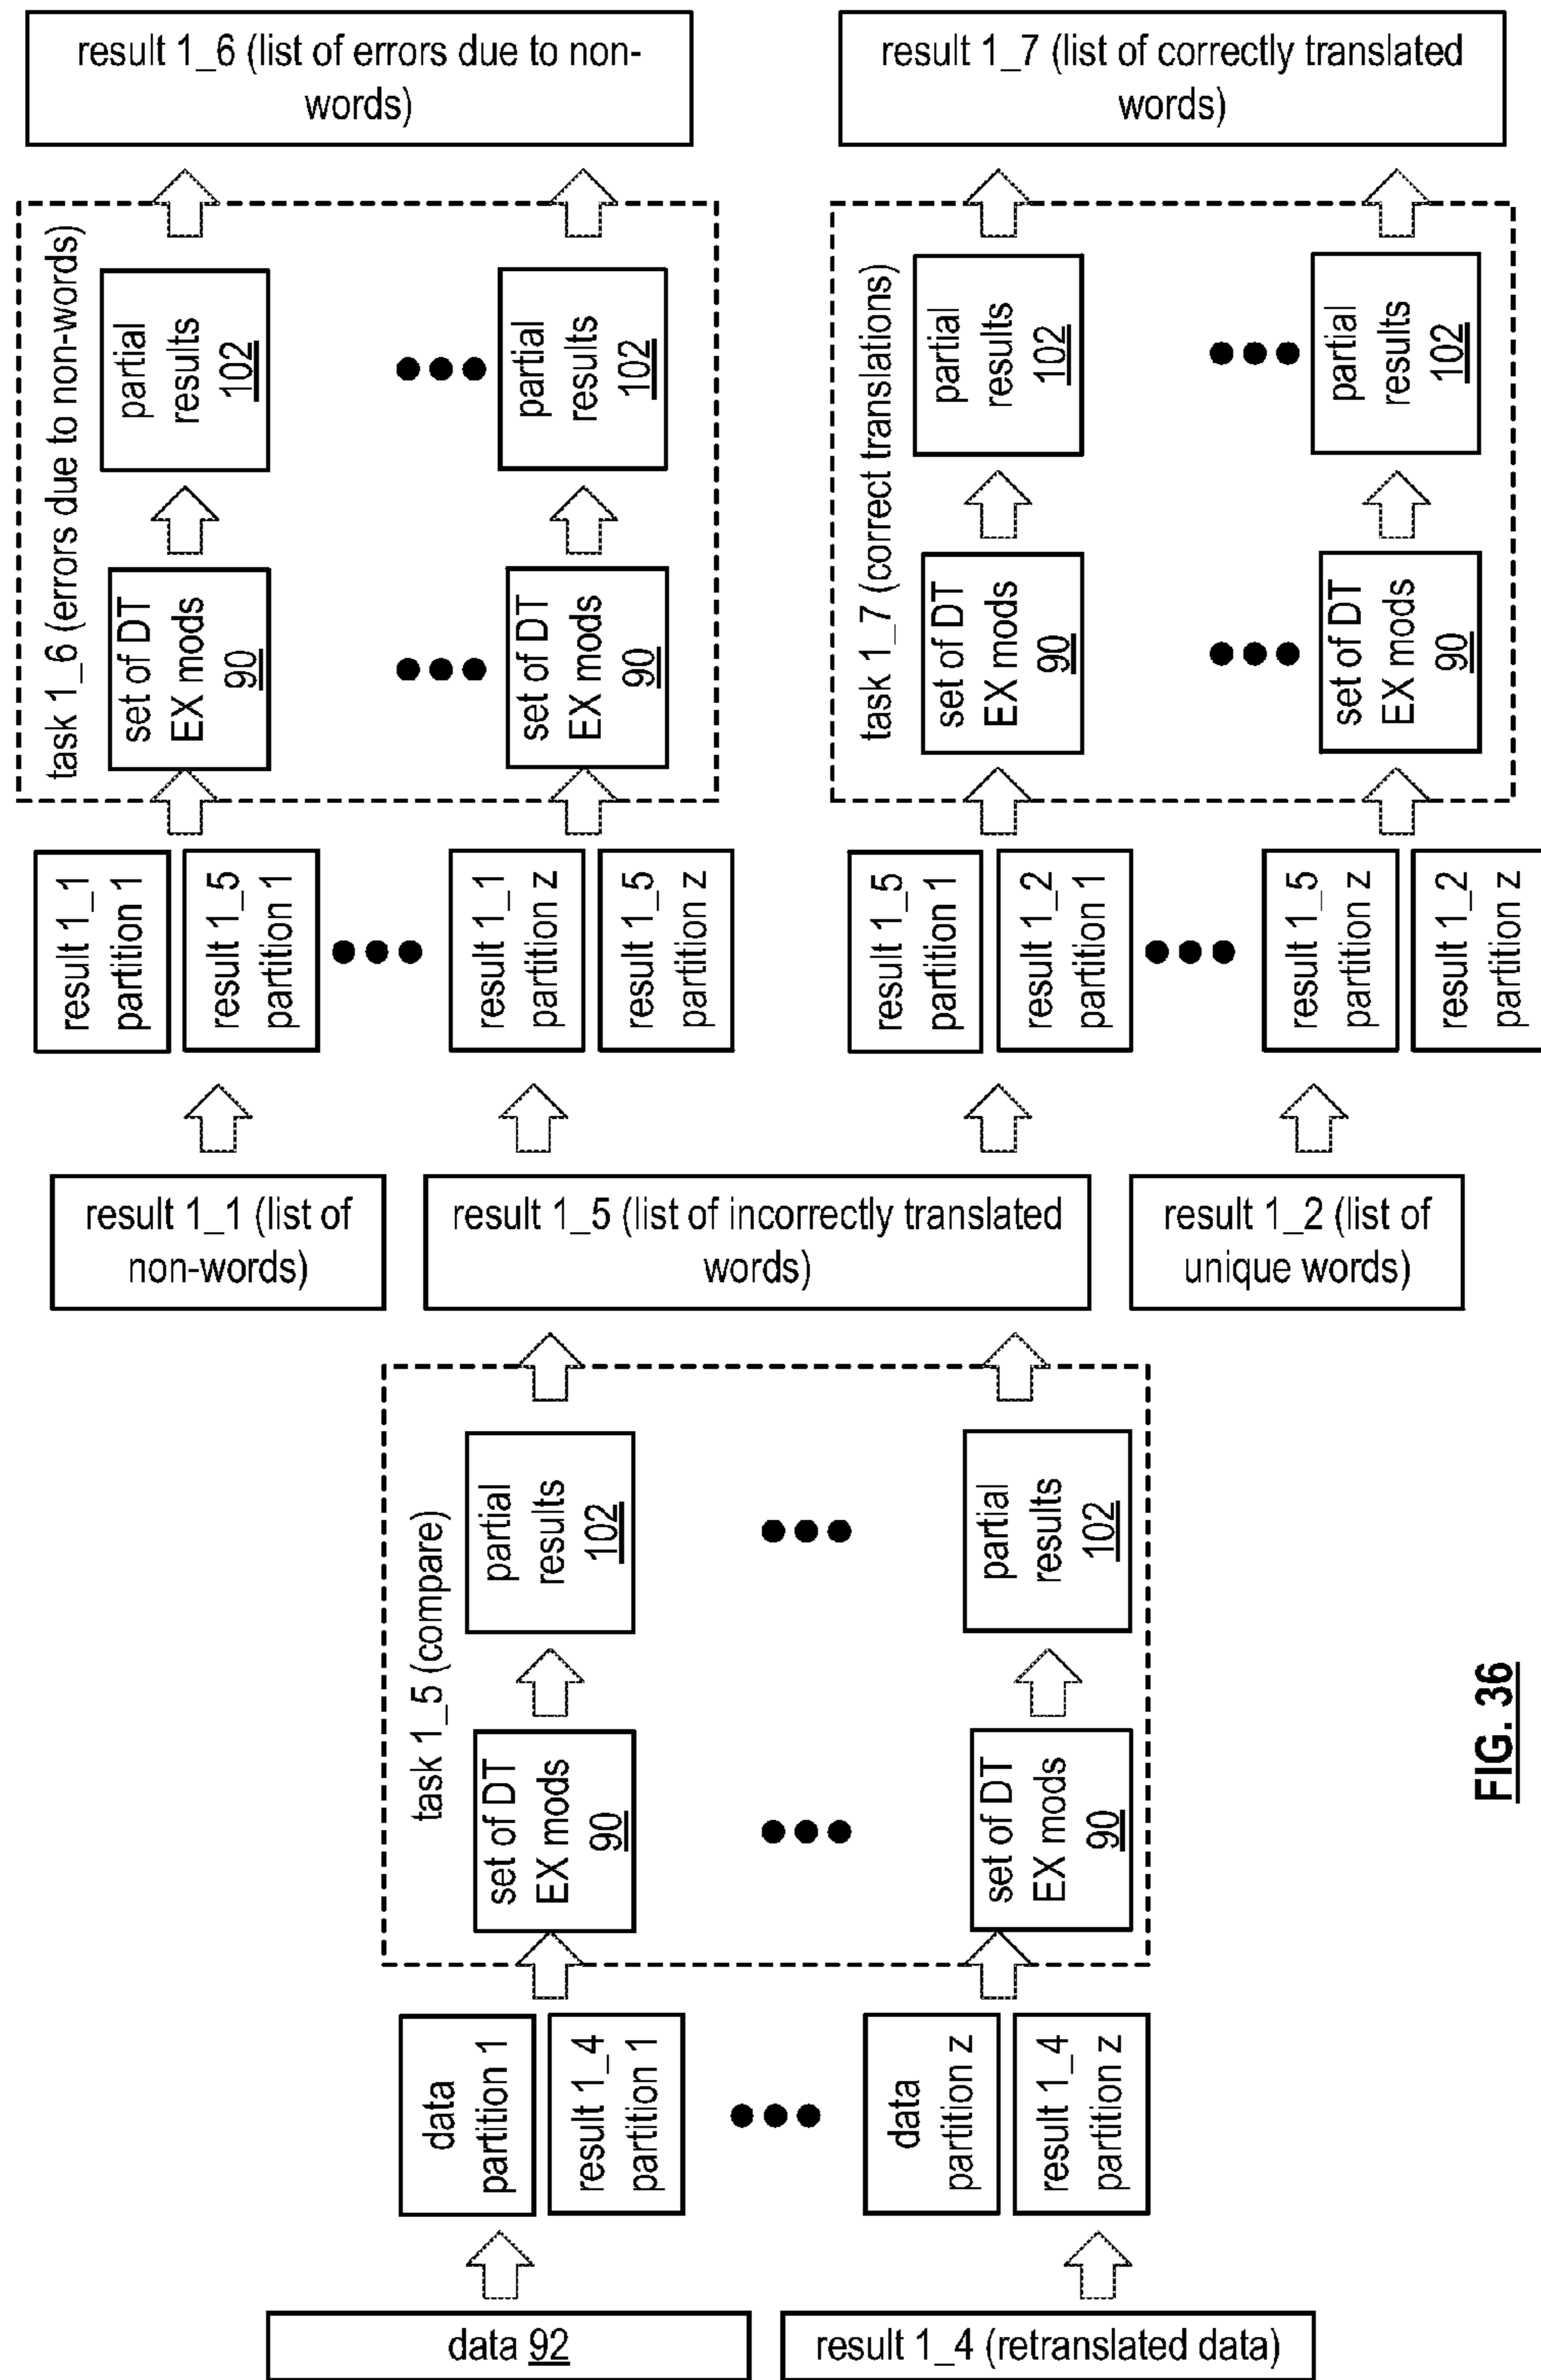 data 92
result 1_4 (retranslated data)
data
partition 1
result 1_4
partition 1
data
partition z
result 1_4
partition z
task 1_5 (compare)
set of DT
EX mods
90
partial
results
102
set of DT
EX mods
90
partial
results
102
result 1_1 (list of
non-words)
result 1_5 (list of incorrectly translated
words)
result 1_2 (list of
unique words)
result 1_1
partition 1
result 1_5
partition 1
result 1_1
partition z
result 1_5
partition z
task 1_6 (errors due to non-words)
set of DT
EX mods
90
partial
results
102
set of DT
EX mods
90
partial
results
102
result 1_6 (list of errors due to non-
words)
result 1_5
partition 1
result 1_2
partition 1
result 1_5
partition z
result 1_2
partition z
task 1_7 (correct translations)
set of DT
EX mods
90
partial
results
102
set of DT
EX mods
90
partial
results
102
result 1_7 (list of correctly translated
words)
FIG. 36